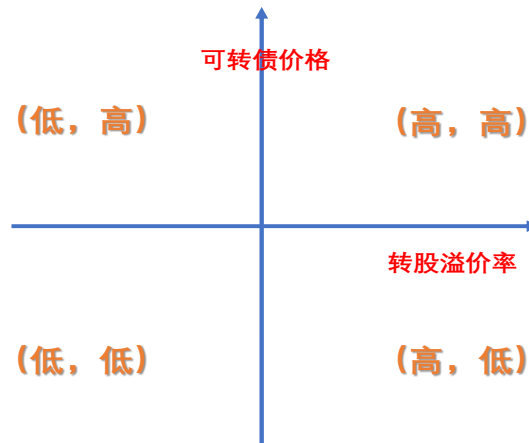 可转债价格
（低，高）
（高，高）
转股溢价率
（低，低）
（高，低）